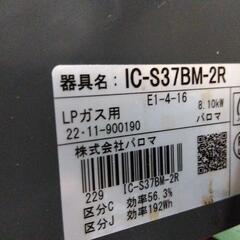 器具名：IC-S37BM-2R
E1-4-16
LPガス用 8.10kW
22·11-900190 パロマ
株式会社パロマ
229 IC-S37BM-2R
区分C 効率56.3%
区分J 効率192Wh